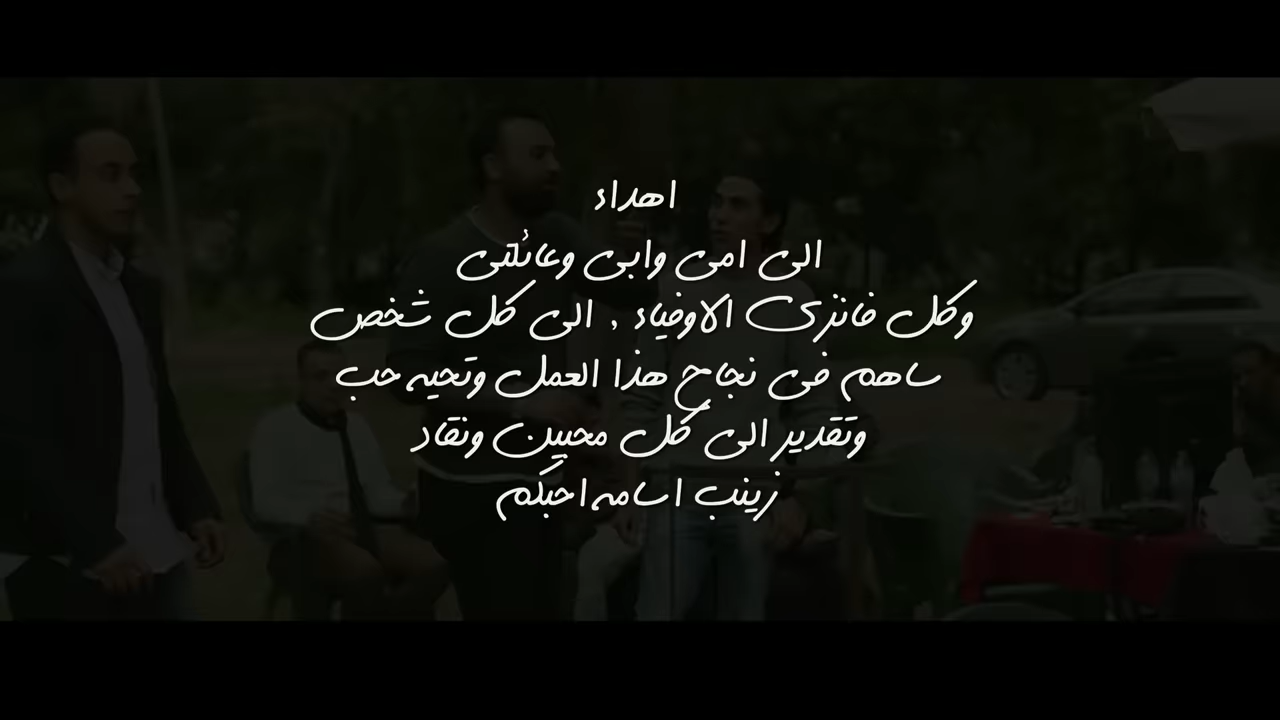 اهداء
الى امى وابى وعائلتى
وكل فانزى الاوفياء , الى كل شخص
ساهم فى نجاح هذا العمل وتحيه حب
وتقدير الى كل محبين ونقاد
زينب اسامه احبكم